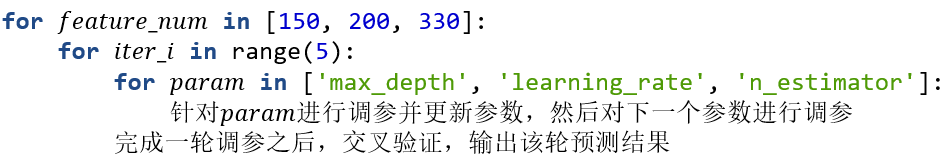 for feature_num in [150, 200, 330]:
for iter_i in range(5):
for param in ['max_depth', 'learning_rate', 'n_estimator']:
针对param进行调参并更新参数，然后对下一个参数进行调参
完成一轮调参之后，交叉验证，输出该轮预测结果